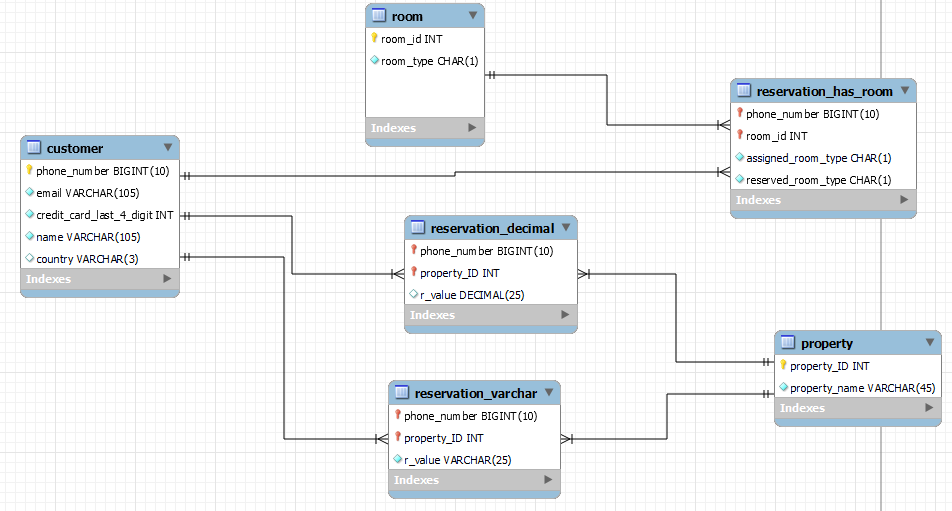 room
room_id INT
room_type CHAR(1)
Indexes
reservation_has_room
phone_number BIGINT(10)
room_id INT
assigned_room_type CHAR(1)
reserved_room_type CHAR(1)
Indexes
customer
phone_number BIGINT(10)
email VARCHAR(105)
credit_card_last_4_digit INT
name VARCHAR(105)
country VARCHAR(3)
Indexes
reservation_decimal
phone_number BIGINT(10)
property_ID INT
r_value DECIMAL(25)
Indexes
property
property_ID INT
property_name VARCHAR(45)
Indexes
reservation_varchar
phone_number BIGINT(10)
property_ID INT
r_value VARCHAR(25)
Indexes